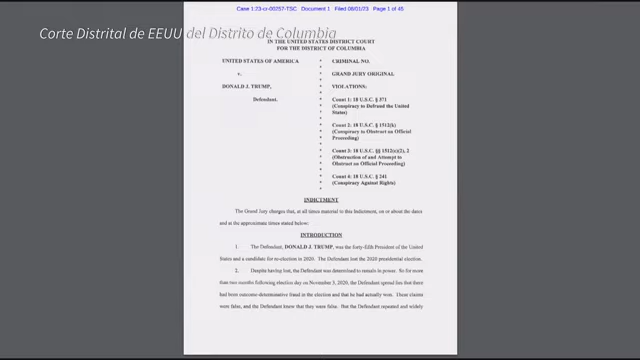 Case 1:23-cr-00257-TSC Document 1 Filed 08/01/23 Page 1 of 45
Corte Distrital de EEUU del Distrito de Columbia
IN THE UNITED STATES DISTRICT COURT
FOR THE DISTRICT OF COLUMBIA
UNITED STATES OF AMERICA * CRIMINAL NO.
*
v. * GRAND JURY ORIGINAL
*
DONALD J. TRUMP, * VIOLATIONS:
*
Defendant. * Count 1: 18 U.S.C. § 371
* (Conspiracy to Defraud the United
* States)
*
* Count 2: 18 U.S.C. § 1512(k)
* (Conspiracy to Obstruct an Official
* Proceeding)
*
* Count 3: 18 U.S.C. §§ 1512(c)(2), 2
* (Obstruction of and Attempt to
* Obstruct an Official Proceeding)
*
* Count 4: 18 U.S.C. § 241
* (Conspiracy Against Rights)
*
INDICTMENT
The Grand Jury charges that, at all times material to this Indictment, on or about the dates
and at the approximate times stated below:
INTRODUCTION
1. The Defendant, DONALD J. TRUMP, was the forty-fifth President of the United
States and a candidate for re-election in 2020. The Defendant lost the 2020 presidential election.
2. Despite having lost, the Defendant was determined to remain in power. So for more
than two months following election day on November 3, 2020, the Defendant spread lies that there
had been outcome-determinative fraud in the election and that he had actually won. These claims
were false, and the Defendant knew that they were false. But the Defendant repeated and widely